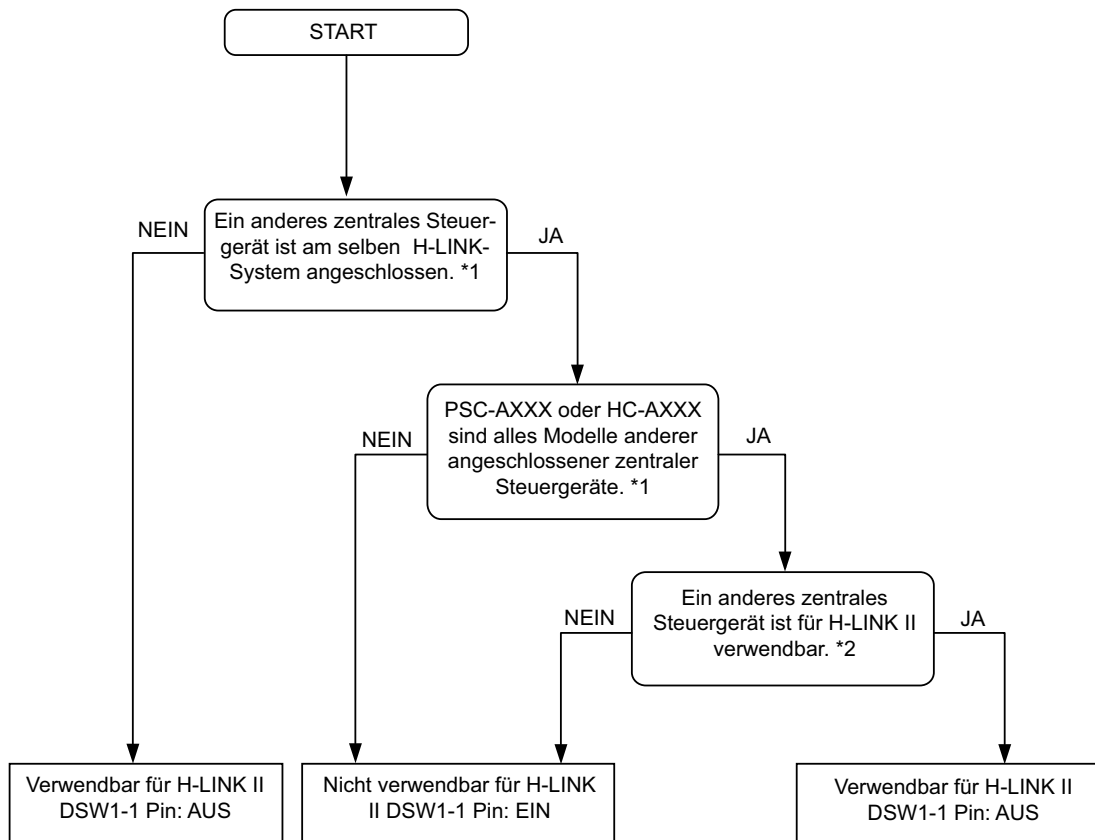 START
NEIN
Ein anderes zentrales Steuer-
gerät ist am selben H-LINK-
System angeschlossen. *1
JA
NEIN
PSC-AXXX oder HC-AXXX
sind alles Modelle anderer
angeschlossener zentraler
Steuergeräte. *1
JA
NEIN
Ein anderes zentrales
Steuergerät ist für H-LINK II
verwendbar. *2
JA
Verwendbar für H-LINK II
DSW1-1 Pin: AUS
Nicht verwendbar für H-LINK
II DSW1-1 Pin: EIN
Verwendbar für H-LINK II
DSW1-1 Pin: AUS